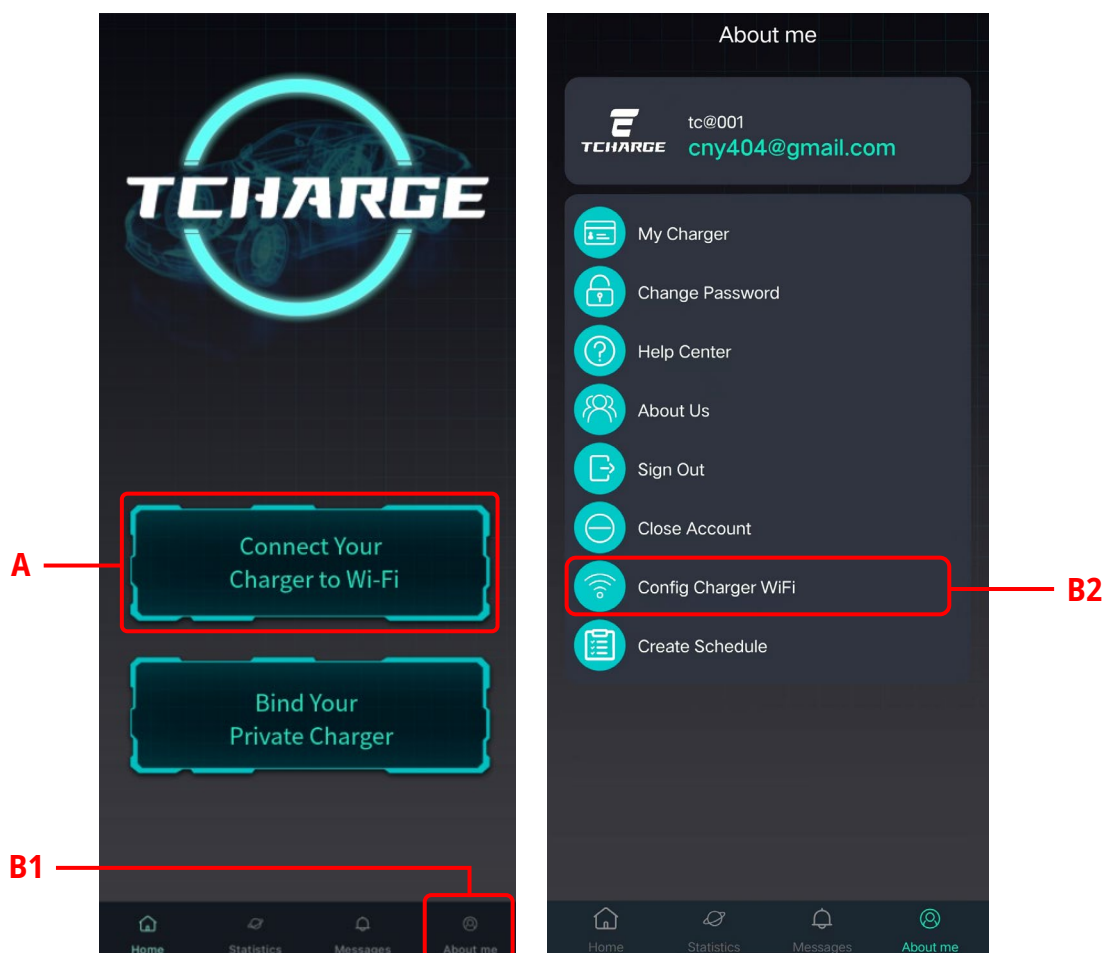 TCHARGE
A
Connect Your
Charger to Wi-Fi
Bind Your
Private Charger
B1
Home
Statistics
Messages
About me
About me
TCHARGE
tc@001
cny404@gmail.com
My Charger
Change Password
Help Center
About Us
Sign Out
Close Account
Config Charger WiFi
B2
Create Schedule
Home
Statistics
Messages
About me